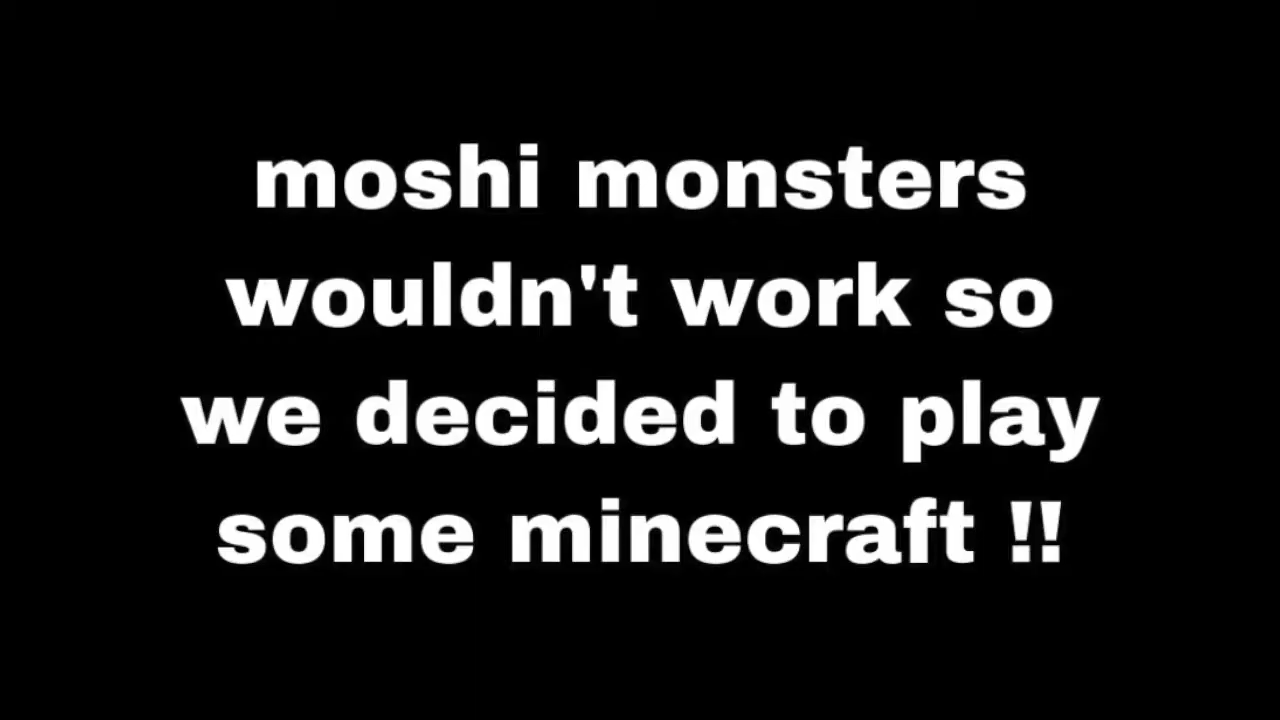 moshi monsters
wouldn't work so
we decided to play
some minecraft !!